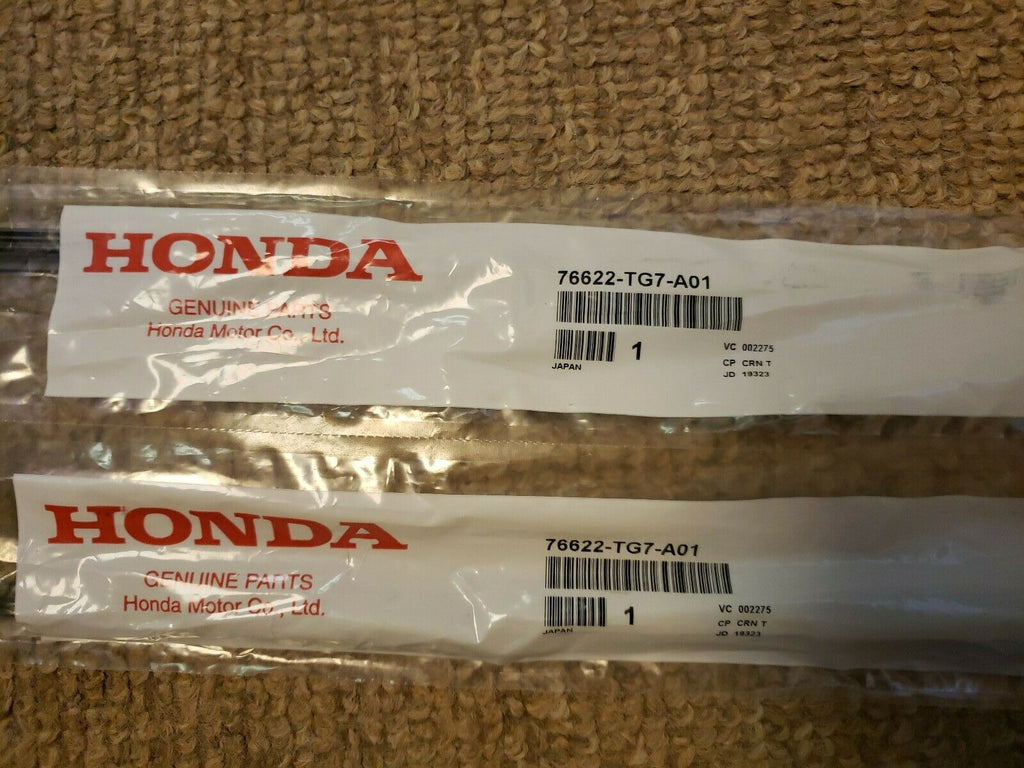 HONDA
GENUINE PARTS
Honda Motor Co., Ltd.
76622-TG7-A01
1
JAPAN
VC 002275
CP CRN T
JD 19323
HONDA
GENUINE PARTS
Honda Motor Co., Ltd.
76622-TG7-A01
1
JAPAN
VC 002275
CP CRN T
JD 19323